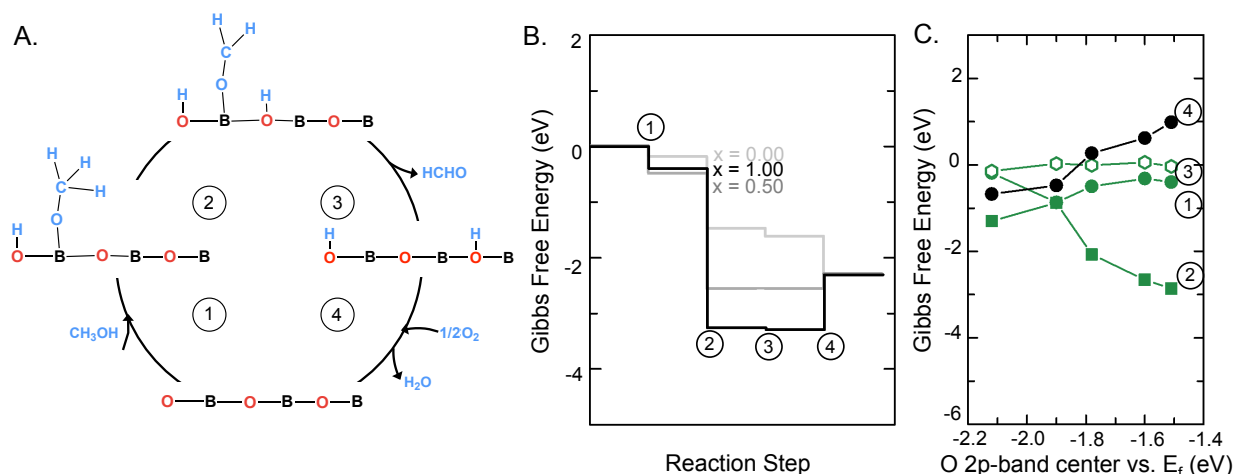 A.
H
H
C
H
O
H
O B O B O B
HCHO
H
H
C
H
O
H
O B O B O B
2
3
H H
O B O B O B
1
4
CH3OH
1/2O2
H2O
O B O B O B
B.
Gibbs Free Energy (eV)
2
0
-2
-4
1
x = 0.00
x = 1.00
x = 0.50
2 3 4
Reaction Step
C.
Gibbs Free Energy (eV)
2
0
-2
-4
-6
4
3
1
2
-2.2 -2.0 -1.8 -1.6 -1.4
O 2p-band center vs. Ef (eV)